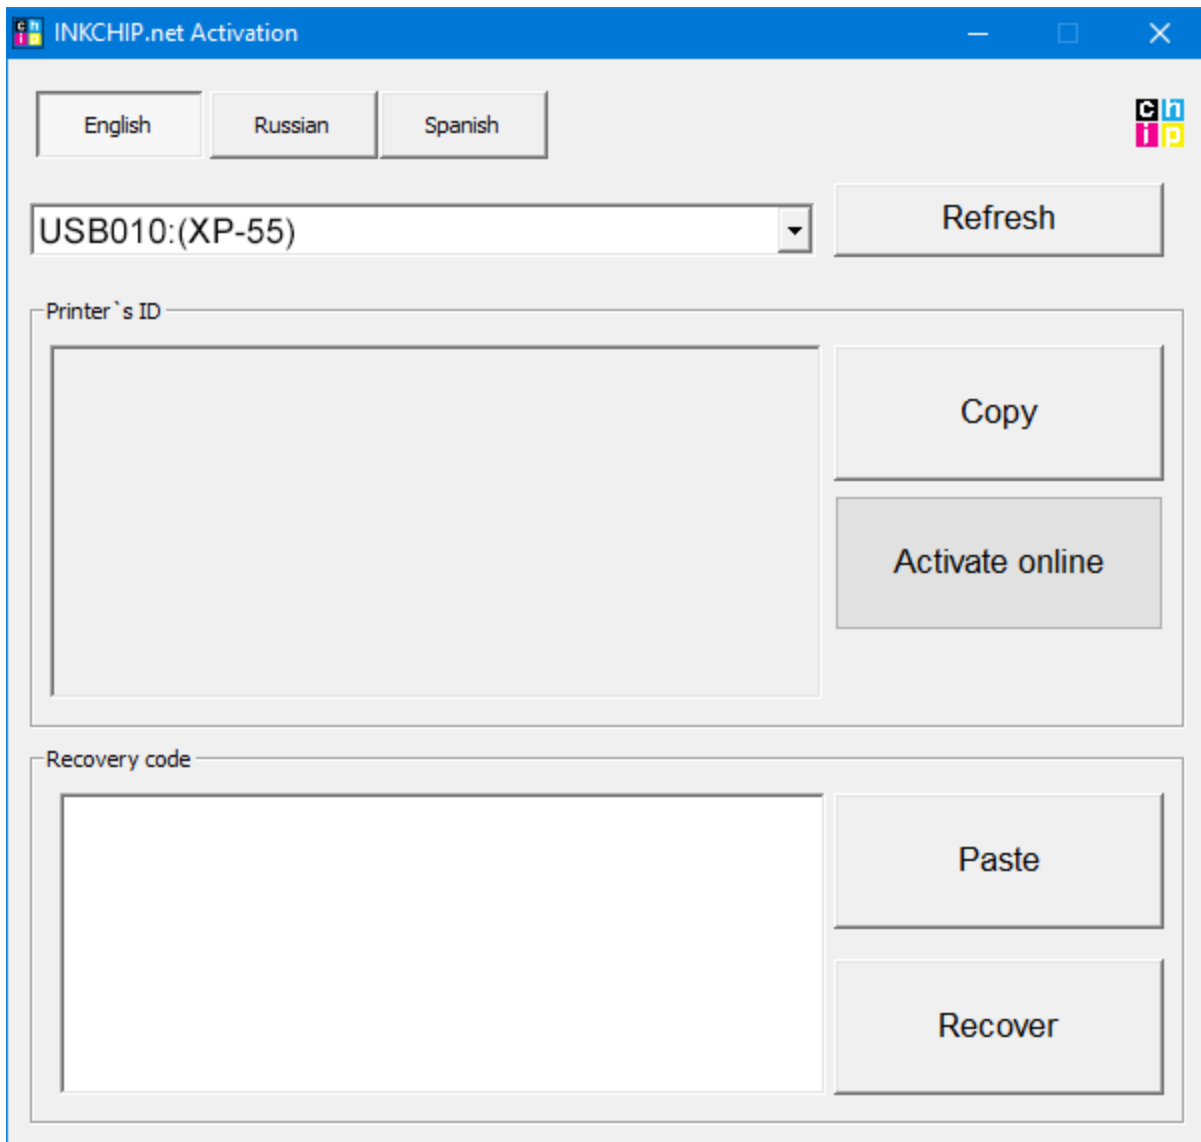 INKCHIP.net Activation
English Russian Spanish
chip
USB010:(XP-55) Refresh
Printer`s ID
Copy
Activate online
Recovery code
Paste
Recover